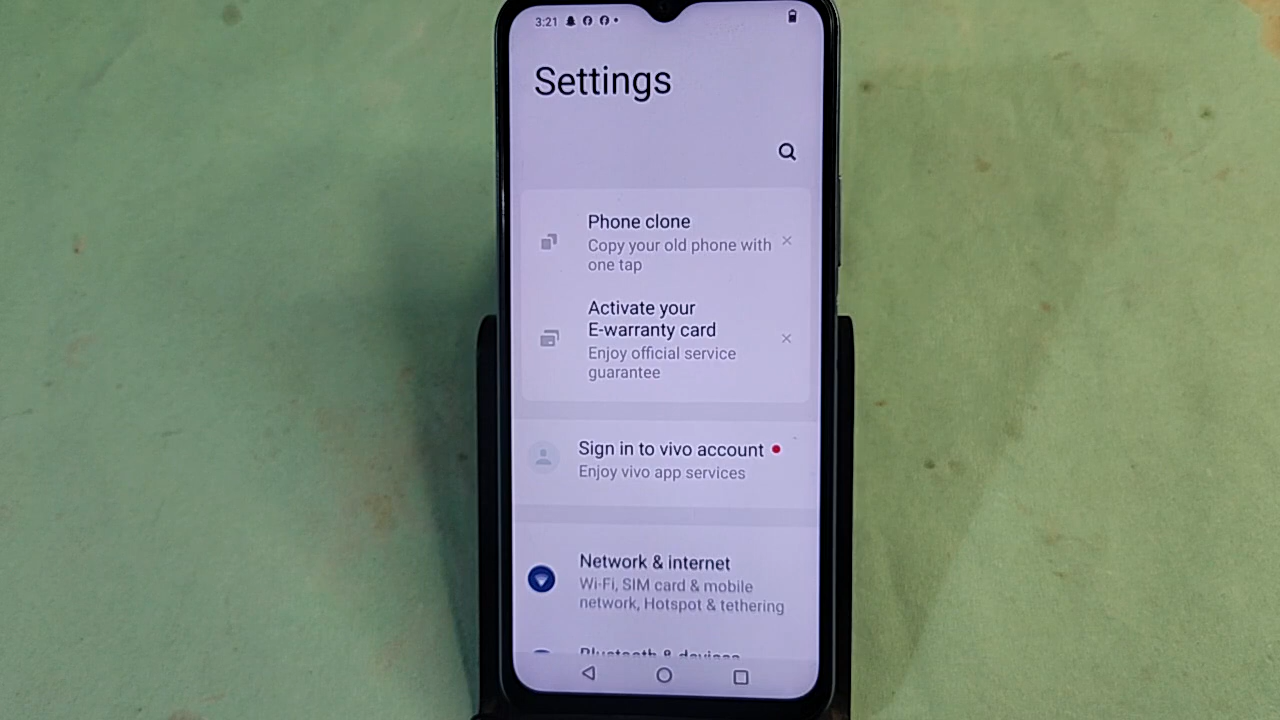 3:21
Settings
Phone clone
Copy your old phone with
one tap
Activate your
E-warranty card
Enjoy official service
guarantee
Sign in to vivo account
Enjoy vivo app services
Network & internet
Wi-Fi, SIM card & mobile
network, Hotspot & tethering
Bluetooth & devices